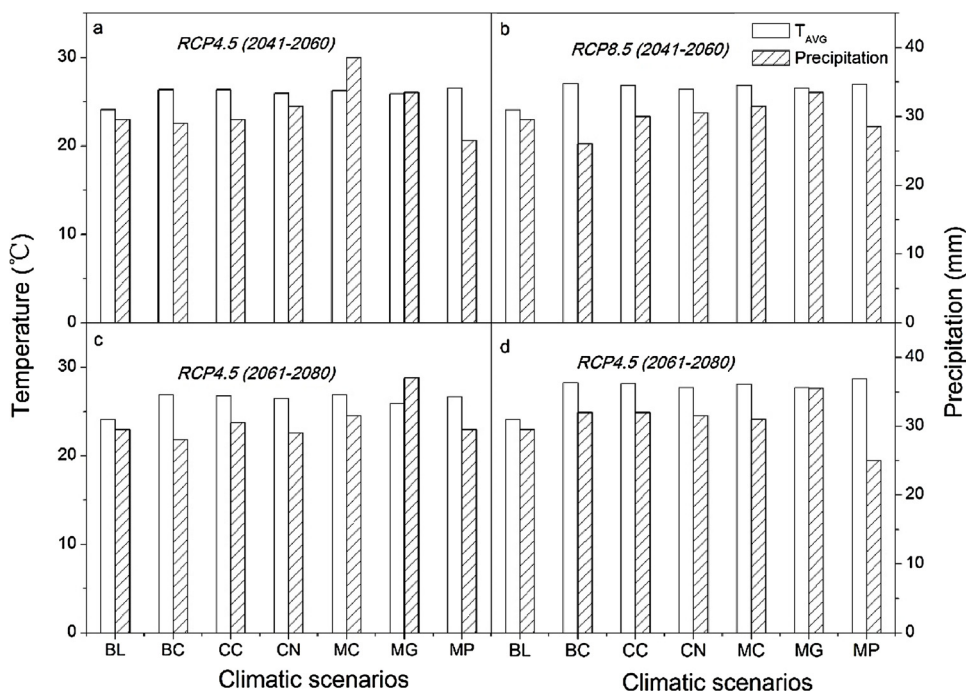 a
RCP4.5 (2041-2060)
b
RCP8.5 (2041-2060)
T_AVG
Precipitation
30
20
10
0
40
30
20
10
0
c
RCP4.5 (2061-2080)
d
RCP4.5 (2061-2080)
30
20
10
0
40
30
20
10
0
Temperature (℃)
Precipitation (mm)
BL BC CC CN MC MG MP BL BC CC CN MC MG MP
Climatic scenarios Climatic scenarios